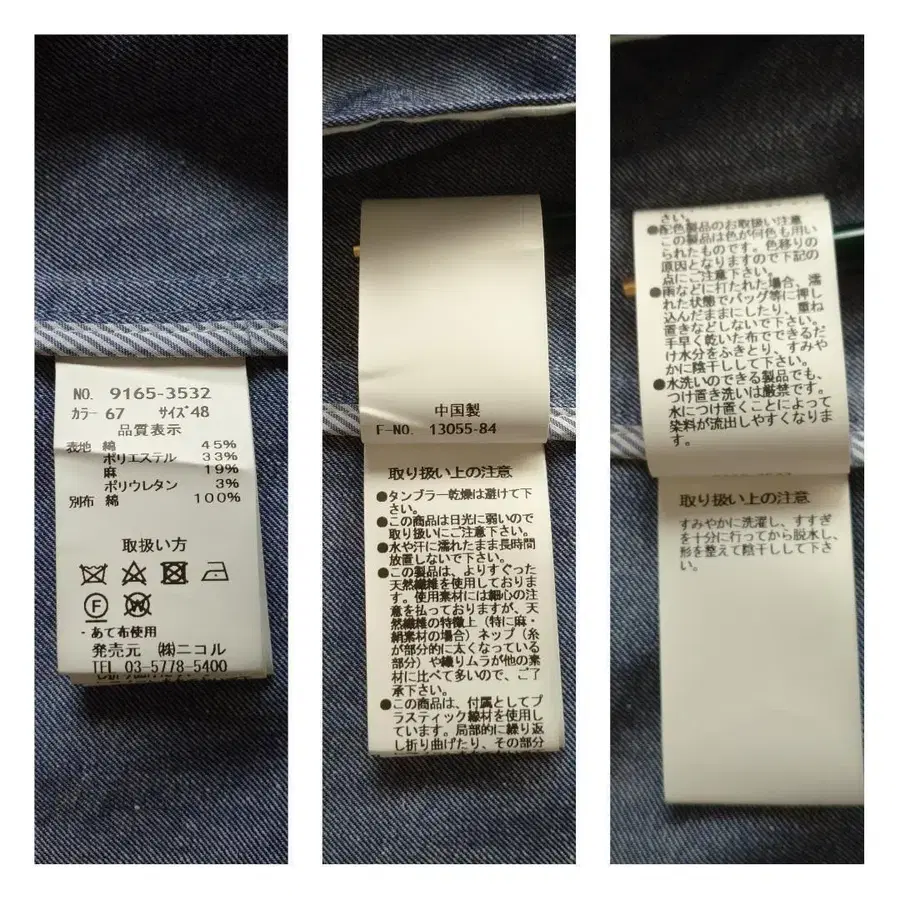 NO. 9165-3532
カラー 67 サイズ 48
品質表示
表地 綿 45%
ポリエステル 33%
麻 19%
ポリウレタン 3%
別布 綿 100%
取扱い方
F
W
・あて布使用
発売元 ㈱ニコル
TEL 03-5778-5400
中国製
F-NO. 13055-84
取り扱い上の注意
●タンブラー乾燥は避けて下
さい。
●この商品は日光に弱いので
取り扱いにご注意下さい。
●水や汗に濡れたまま長時間
放置しないで下さい。
●この製品は、よりすぐった
天然繊維を使用しておりま
す。使用素材には細心の注
意を払っておりますが、天
然繊維の特徴上(特に麻・
絹素材の場合)ネップ(糸
が部分的に太くなっている
部分)や織りムラが他の素
材に比べて多いので、ご了
承下さい。
●この商品は、付属としてプ
ラスティック線材を使用し
ています。局部的に繰り返
し折り曲げたり、その部分
さい。
●配色製品のお取扱い注意
この製品は色が何色も用い
られたものです。色移りの
原因となりますので下記の
点にご注意下さい。
●雨などに打たれた場合、濡
れた状態でバッグ等に押し
込んだままにしたり、重ね
置きなどしないで下さい。
手早く乾いた布でできるだ
け水分をふきとり、すみや
かに陰干しして下さい。
●水洗いのできる製品でも、
つけ置き洗いは厳禁です。
水につけ置くことによって
染料が流出しやすくなりま
す。
取り扱い上の注意
すみやかに洗濯し、すすぎ
を十分に行ってから脱水し、
形を整えて陰干しして下さ
い。